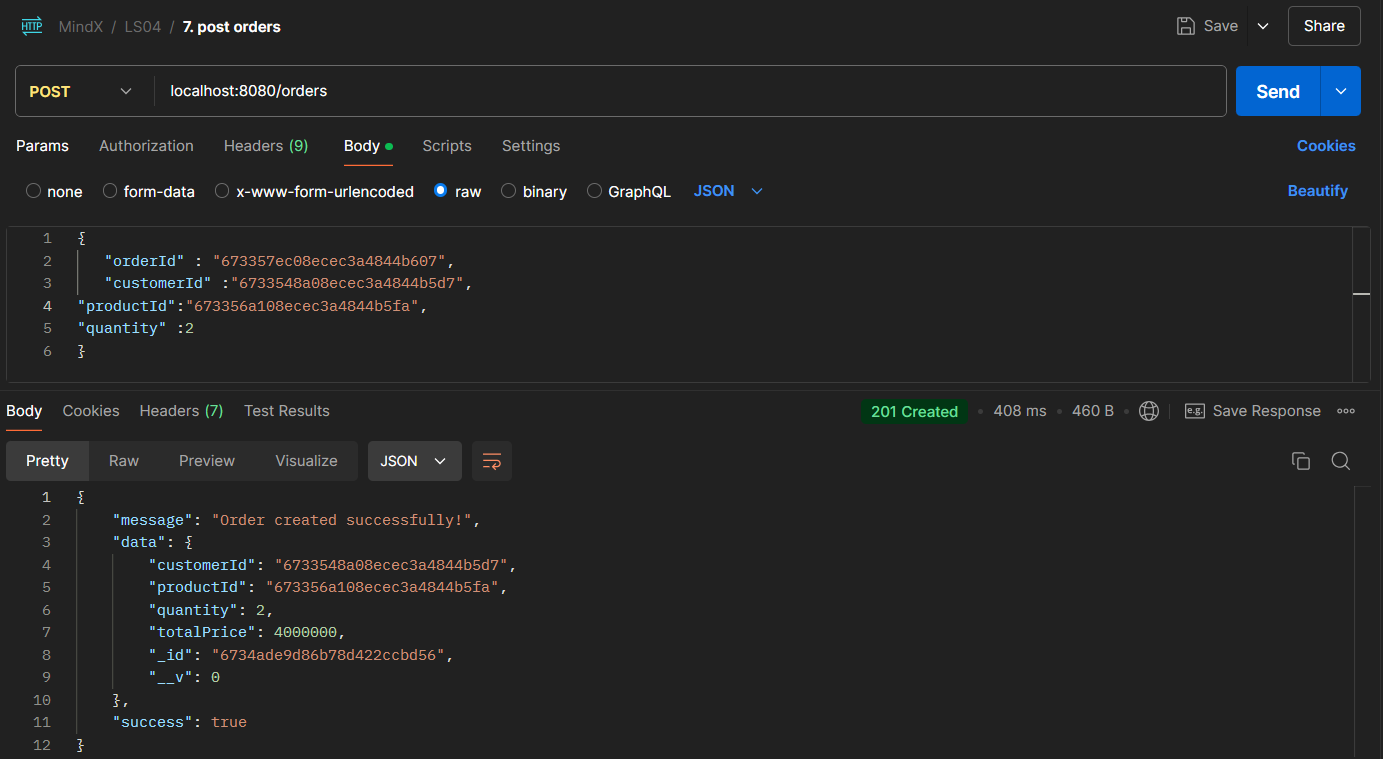 HTTP MindX / LS04 / 7. post orders Save Share
POST localhost:8080/orders Send
Params Authorization Headers (9) Body Scripts Settings Cookies
none form-data x-www-form-urlencoded raw binary GraphQL JSON Beautify
1 {
2 "orderId" : "673357ec08ecec3a4844b607",
3 "customerId" :"6733548a08ecec3a4844b5d7",
4 "productId":"673356a108ecec3a4844b5fa",
5 "quantity" :2
6 }
Body Cookies Headers (7) Test Results 201 Created • 408 ms • 460 B • e.g. Save Response
Pretty Raw Preview Visualize JSON
1 {
2 "message": "Order created successfully!",
3 "data": {
4 "customerId": "6733548a08ecec3a4844b5d7",
5 "productId": "673356a108ecec3a4844b5fa",
6 "quantity": 2,
7 "totalPrice": 4000000,
8 "_id": "6734ade9d86b78d422ccbd56",
9 "__v": 0
10 },
11 "success": true
12 }